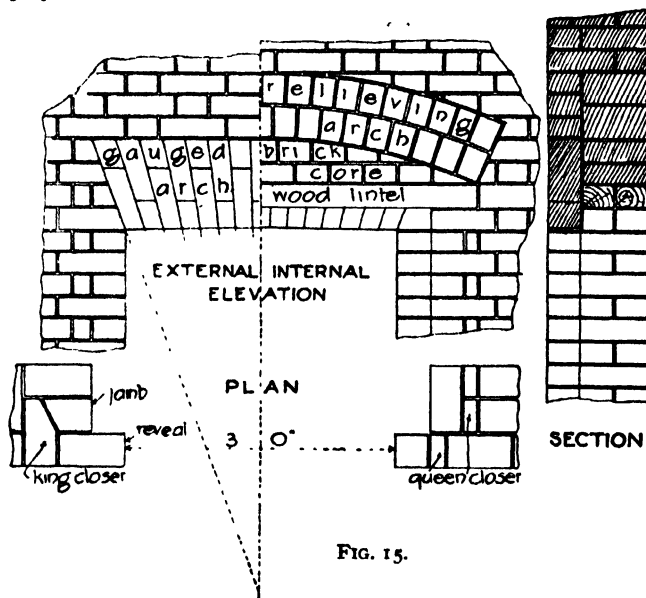 relieving
arch
gauged
arch
brick
core
wood lintel
EXTERNAL INTERNAL
ELEVATION
PLAN
jamb
reveal
3 0"
king closer
queen closer
SECTION
FIG. 15.